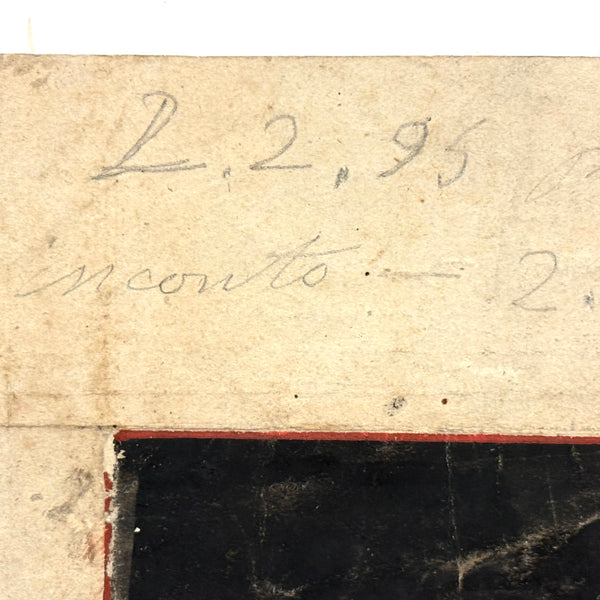 2.2.95
inconto — 2.